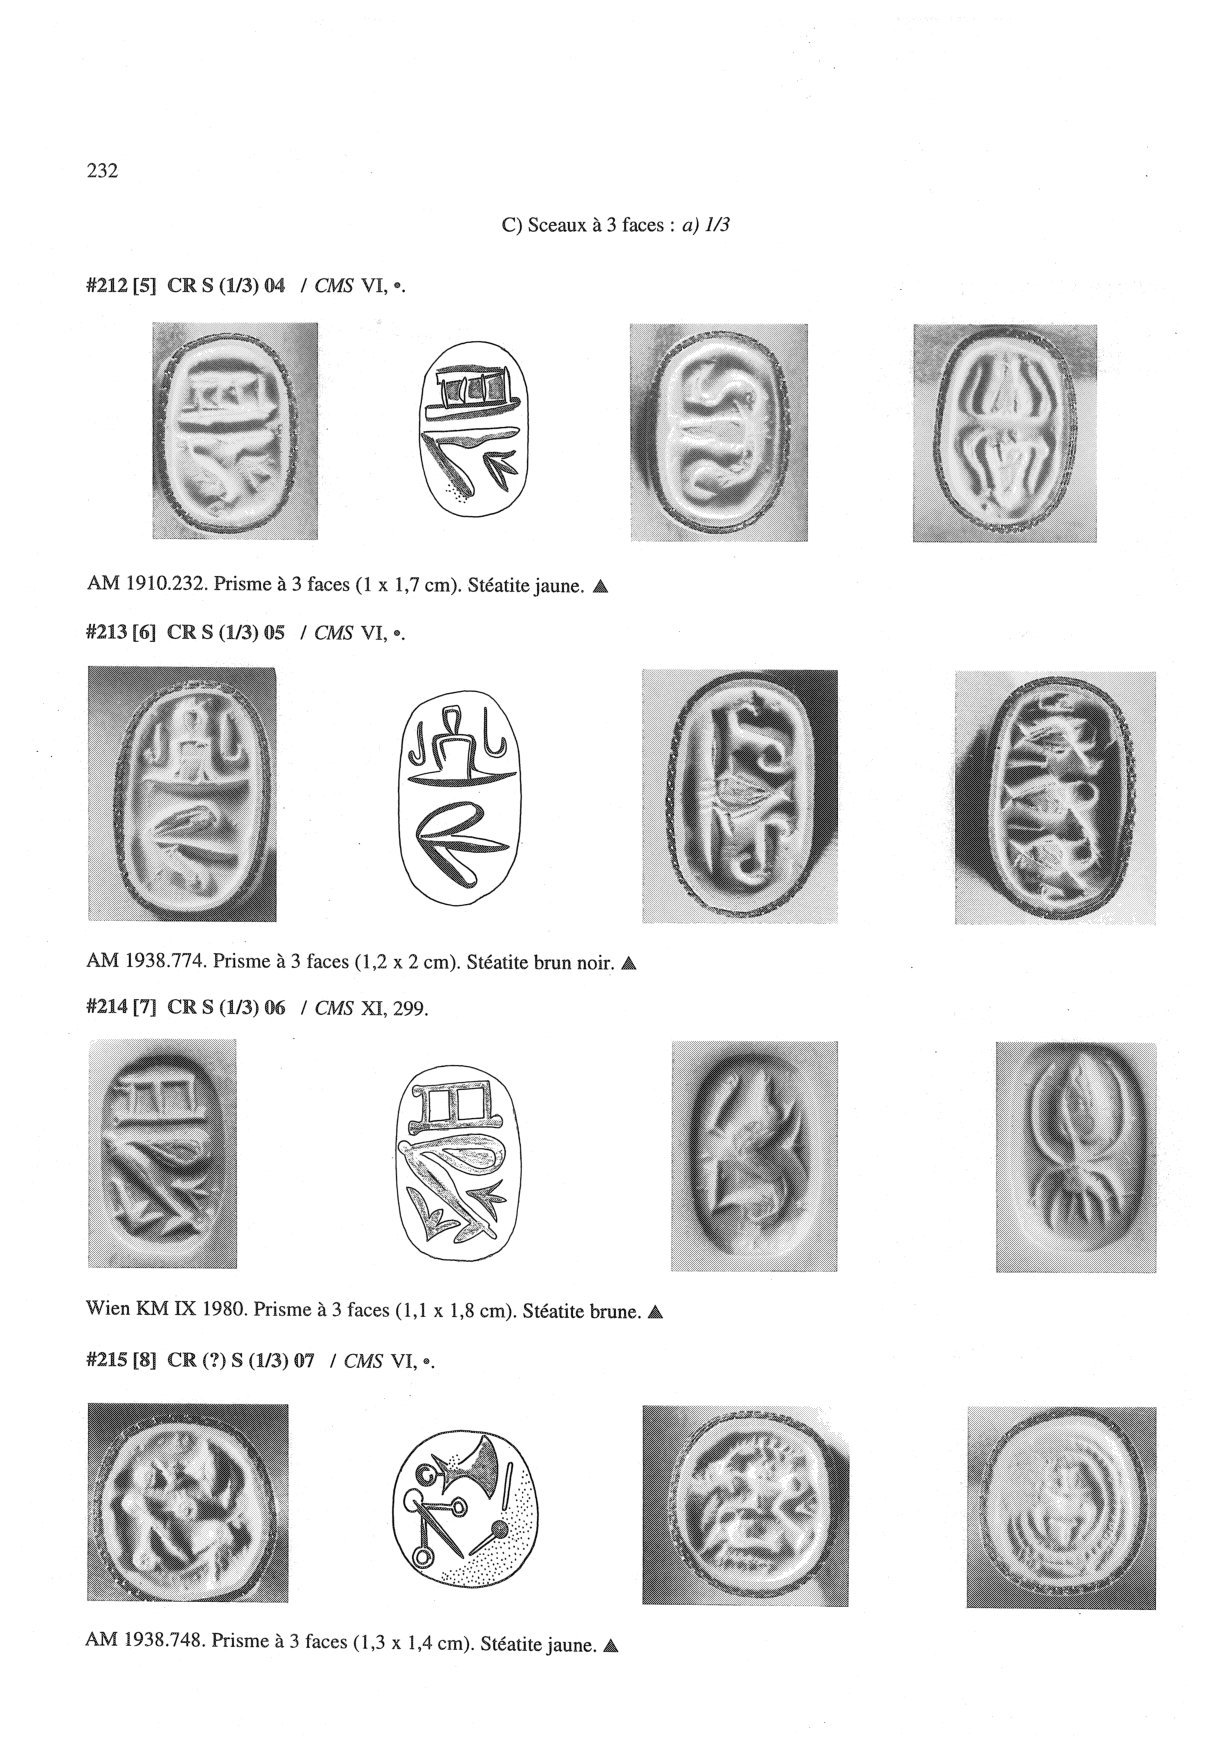 232
C) Sceaux à 3 faces : a) 1/3
#212 [5] CR S (1/3) 04 / CMS VI, •.
AM 1910.232. Prisme à 3 faces (1 x 1,7 cm). Stéatite jaune. ▲
#213 [6] CR S (1/3) 05 / CMS VI, •.
AM 1938.774. Prisme à 3 faces (1,2 x 2 cm). Stéatite brun noir. ▲
#214 [7] CR S (1/3) 06 / CMS XI, 299.
Wien KM IX 1980. Prisme à 3 faces (1,1 x 1,8 cm). Stéatite brune. ▲
#215 [8] CR (?) S (1/3) 07 / CMS VI, •.
AM 1938.748. Prisme à 3 faces (1,3 x 1,4 cm). Stéatite jaune. ▲